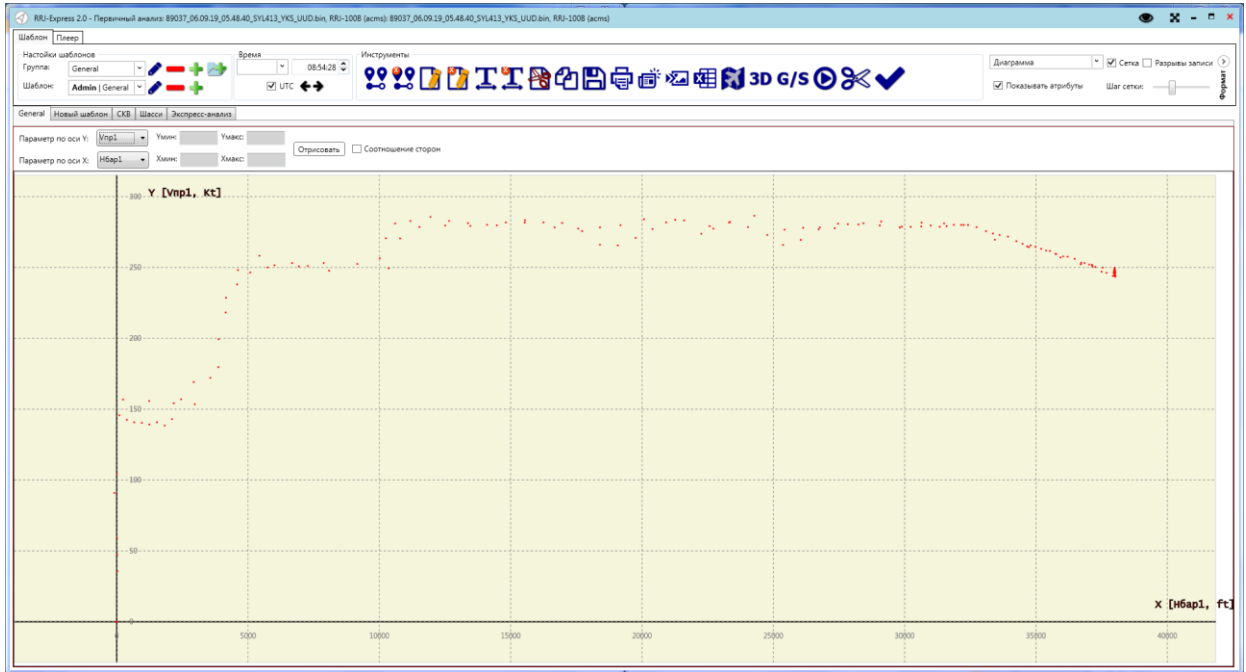 RRJ-Express 2.0 - Первичный анализ: 89037_06.09.19_05.48.40_SYL413_YKS_UUD.bin, RRJ-1008 (acms): 89037_06.09.19_05.48.40_SYL413_YKS_UUD.bin, RRJ-1008 (acms)
Шаблон Плеер
Настойки шаблонов Время Инструменты
Группа: General 08:54:28 3D G/S Диаграмма Сетка Разрывы записи
Шаблон: Admin | General UTC Показывать атрибуты Шаг сетки: Формат
General Новый шаблон СКВ Шасси Экспресс-анализ
Параметр по оси Y: Vпр1 Yмин: Yмакс: Отрисовать Соотношение сторон
Параметр по оси X: Hбар1 Xмин: Xмакс:
Y [Vпр1, Kt]
300
250
200
150
100
50
0
X [Hбар1, ft]
0 5000 10000 15000 20000 25000 30000 35000 40000